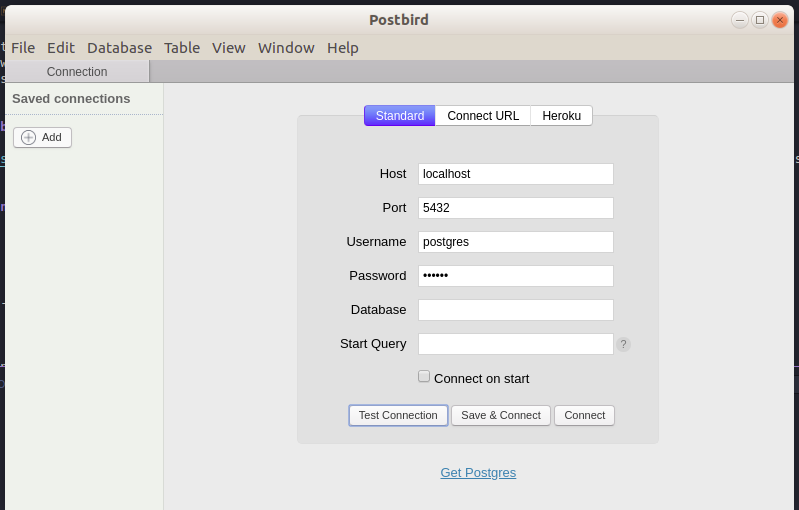 Postbird
File Edit Database Table View Window Help
Connection
Saved connections
Add
Standard Connect URL Heroku
Host localhost
Port 5432
Username postgres
Password ••••••
Database
Start Query ?
Connect on start
Test Connection Save & Connect Connect
Get Postgres